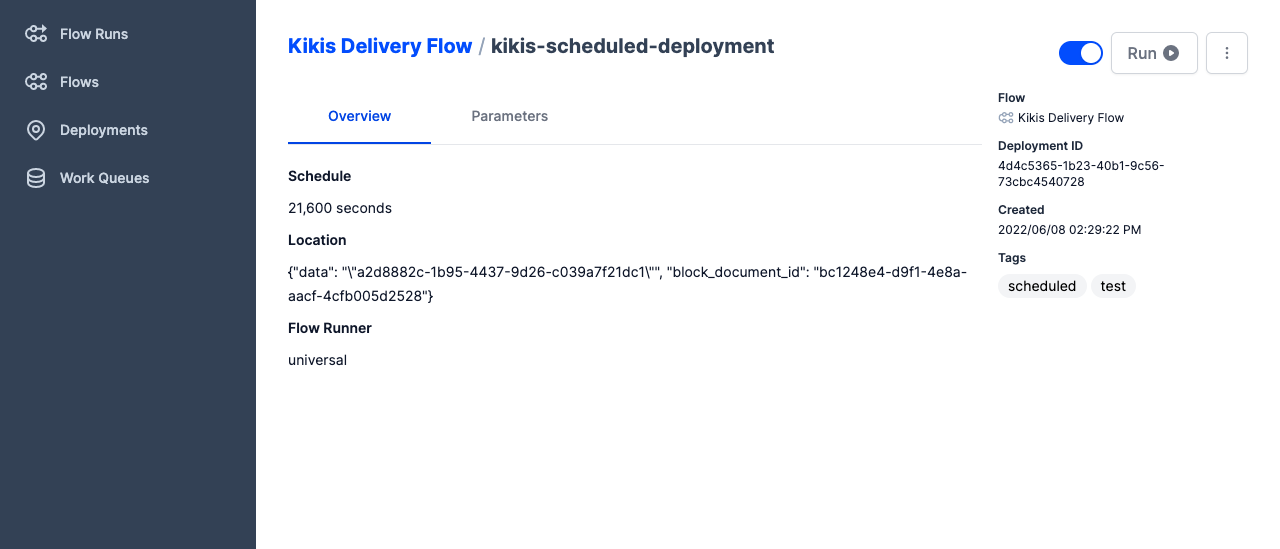 Flow Runs
Flows
Deployments
Work Queues
Kikis Delivery Flow / kikis-scheduled-deployment
Run
Overview Parameters
Schedule
21,600 seconds
Location
{"data": "\"a2d8882c-1b95-4437-9d26-c039a7f21dc1\"", "block_document_id": "bc1248e4-d9f1-4e8a-
aacf-4cfb005d2528"}
Flow Runner
universal
Flow
Kikis Delivery Flow
Deployment ID
4d4c5365-1b23-40b1-9c56-
73cbc4540728
Created
2022/06/08 02:29:22 PM
Tags
scheduled test